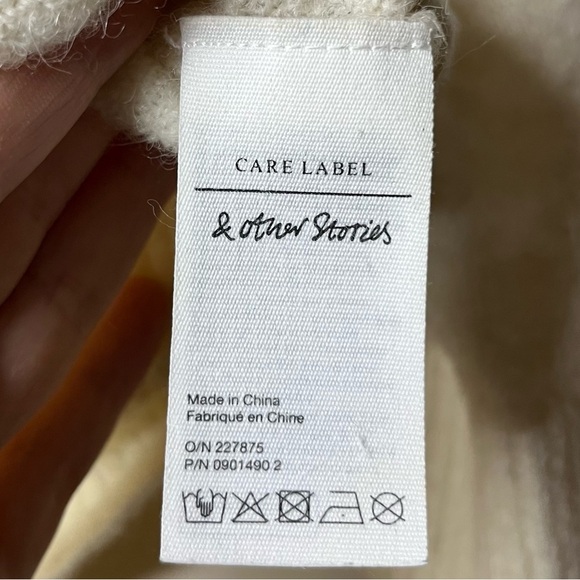 CARE LABEL
& other Stories
Made in China
Fabriqué en Chine
O/N 227875
P/N 0901490 2